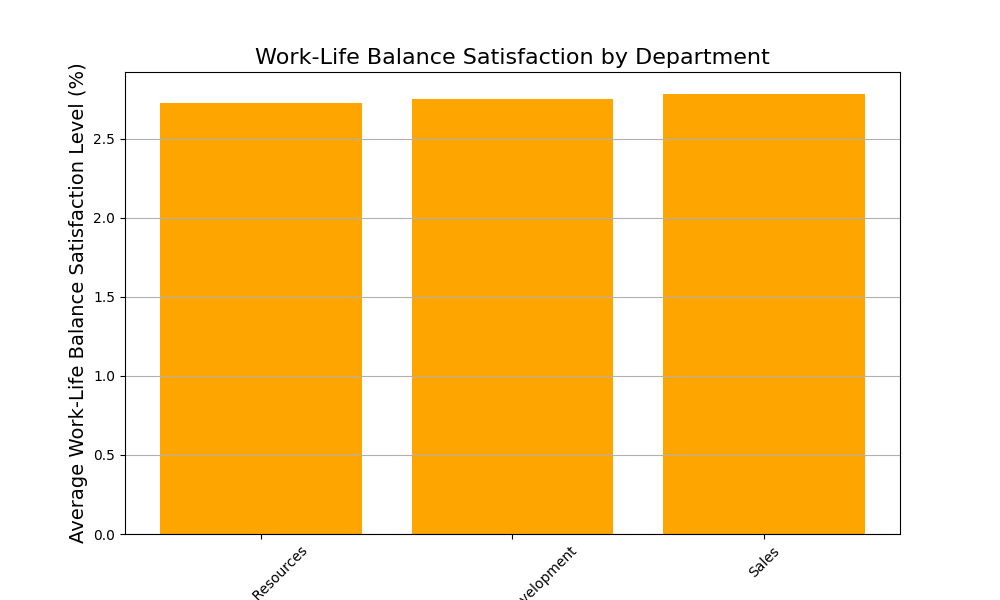 Work-Life Balance Satisfaction by Department
Average Work-Life Balance Satisfaction Level (%)
2.5
2.0
1.5
1.0
0.5
0.0
Resources
velopment
Sales